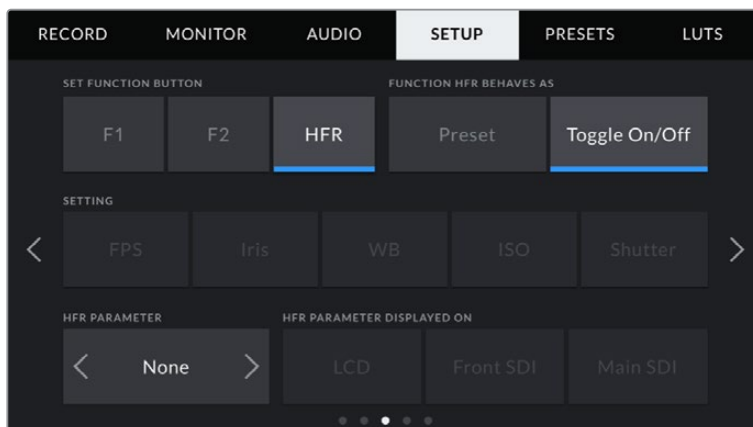 RECORD MONITOR AUDIO SETUP PRESETS LUTS
SET FUNCTION BUTTON FUNCTION HFR BEHAVES AS
F1 F2 HFR Preset Toggle On/Off
SETTING
FPS Iris WB ISO Shutter
HFR PARAMETER HFR PARAMETER DISPLAYED ON
None LCD Front SDI Main SDI